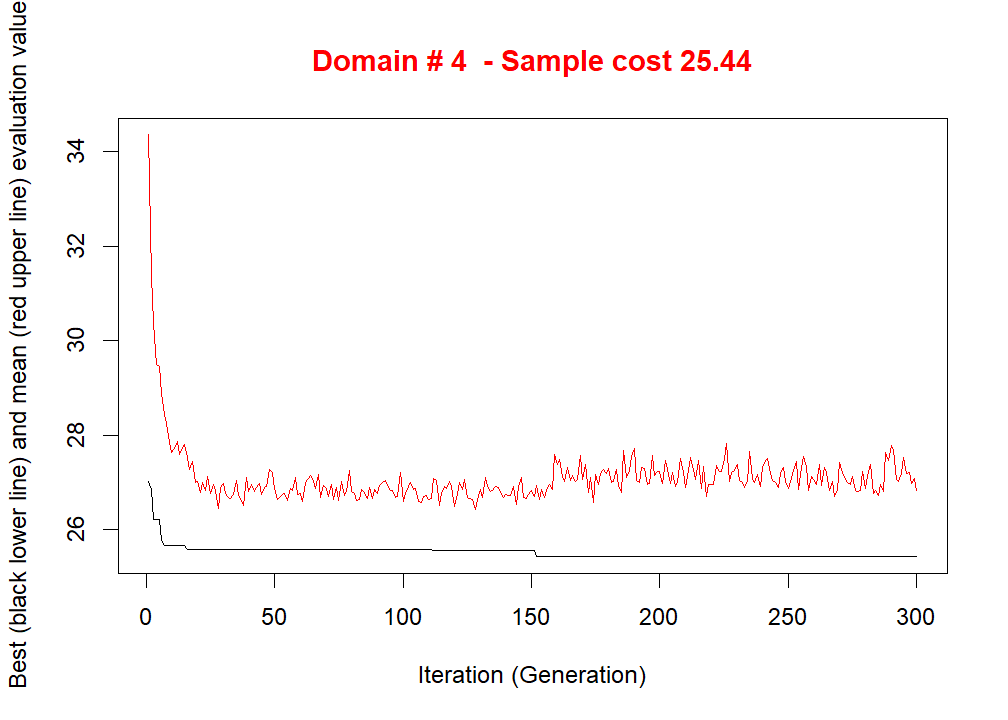 Domain # 4  - Sample cost 25.44
Best (black lower line) and mean (red upper line) evaluation value
34
32
30
28
26
0 50 100 150 200 250 300
Iteration (Generation)